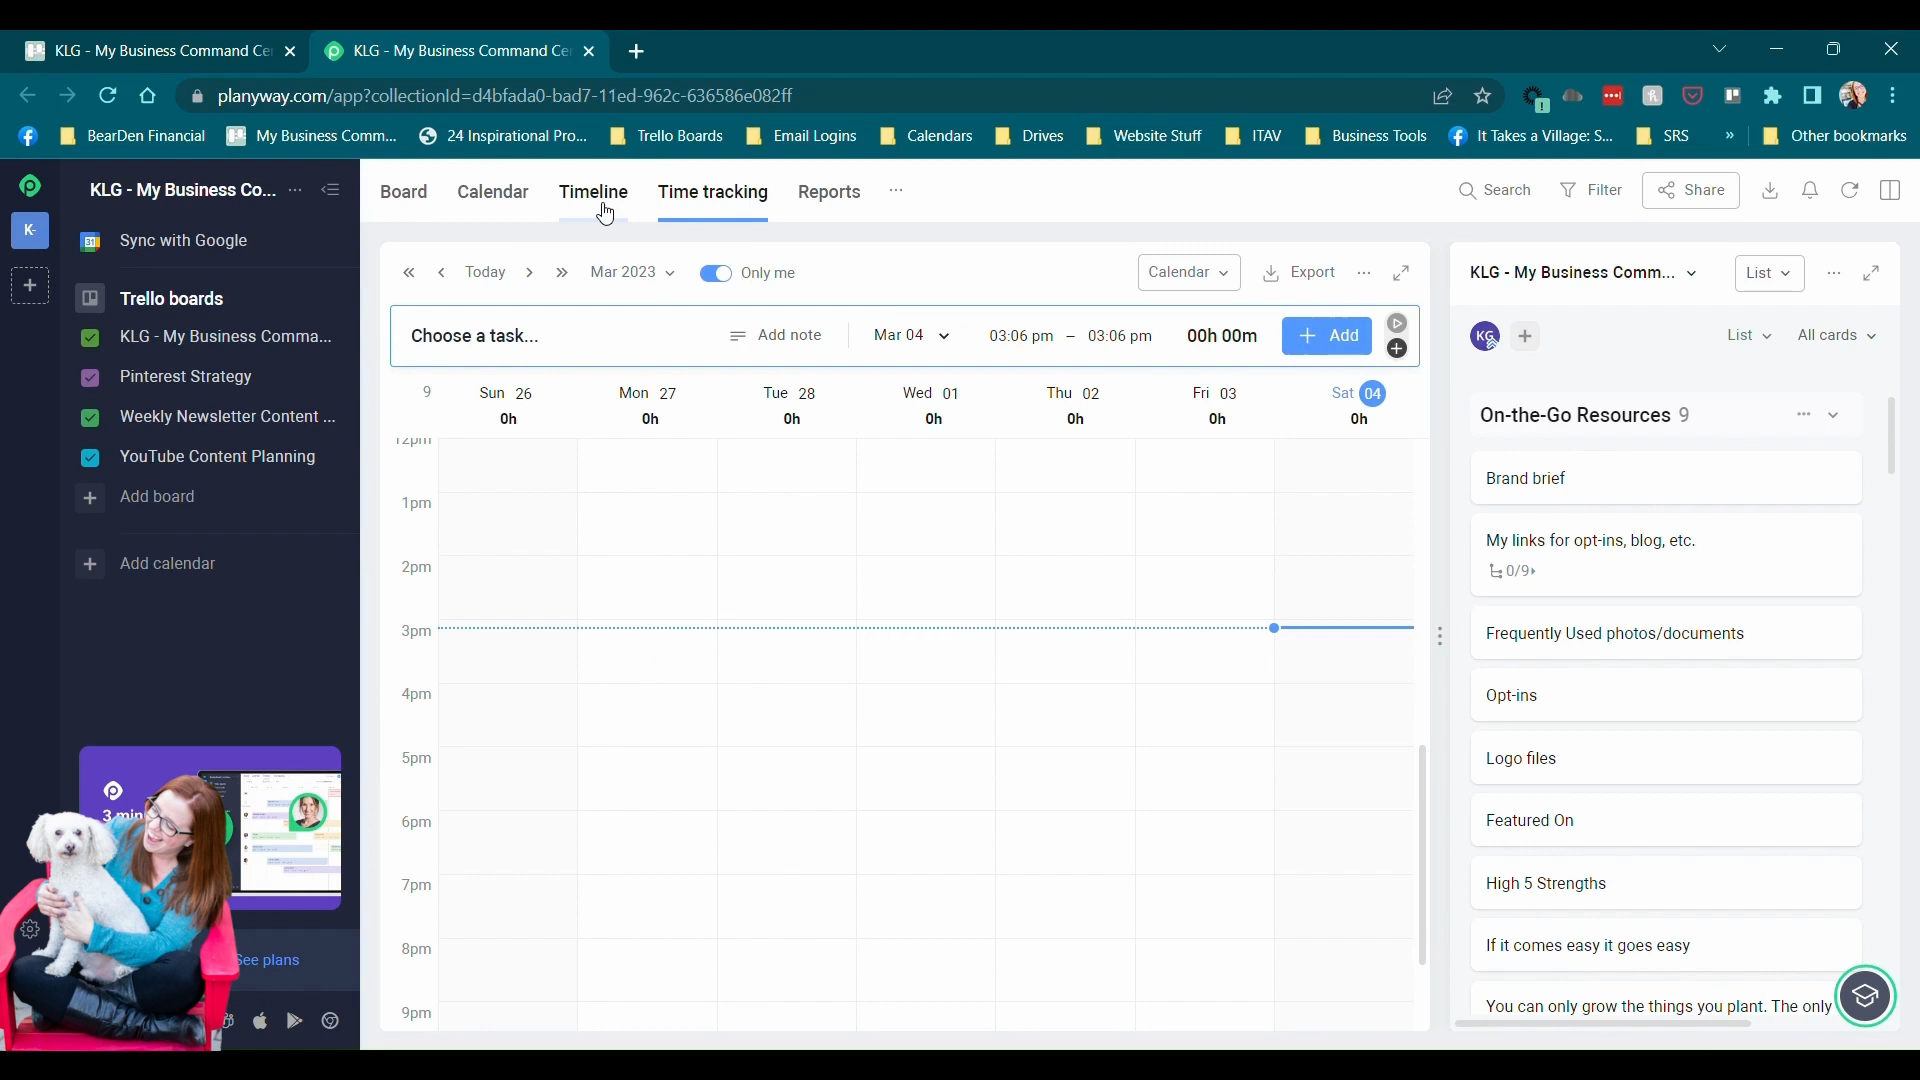 KLG - My Business Command Ce
KLG - My Business Command Ce
planyway.com/app?collectionId=d4bfada0-bad7-11ed-962c-636586e082ff
BearDen Financial
My Business Comm...
24 Inspirational Pro...
Trello Boards
Email Logins
Calendars
Drives
Website Stuff
ITAV
Business Tools
It Takes a Village: S...
SRS
»
Other bookmarks
K-
KLG - My Business Co...
Sync with Google
Trello boards
KLG - My Business Comma...
Pinterest Strategy
Weekly Newsletter Content ...
YouTube Content Planning
Add board
Add calendar
3 min
See plans
Board Calendar Timeline Time tracking Reports
Search Filter Share
Today Mar 2023 Only me Calendar Export
Choose a task... Add note Mar 04 03:06 pm – 03:06 pm 00h 00m + Add
9 Sun 26 Mon 27 Tue 28 Wed 01 Thu 02 Fri 03 Sat 04
0h 0h 0h 0h 0h 0h 0h
12pm
1pm
2pm
3pm
4pm
5pm
6pm
7pm
8pm
9pm
KLG - My Business Comm... List
KG List All cards
On-the-Go Resources 9
Brand brief
My links for opt-ins, blog, etc.
0/9
Frequently Used photos/documents
Opt-ins
Logo files
Featured On
High 5 Strengths
If it comes easy it goes easy
You can only grow the things you plant. The only